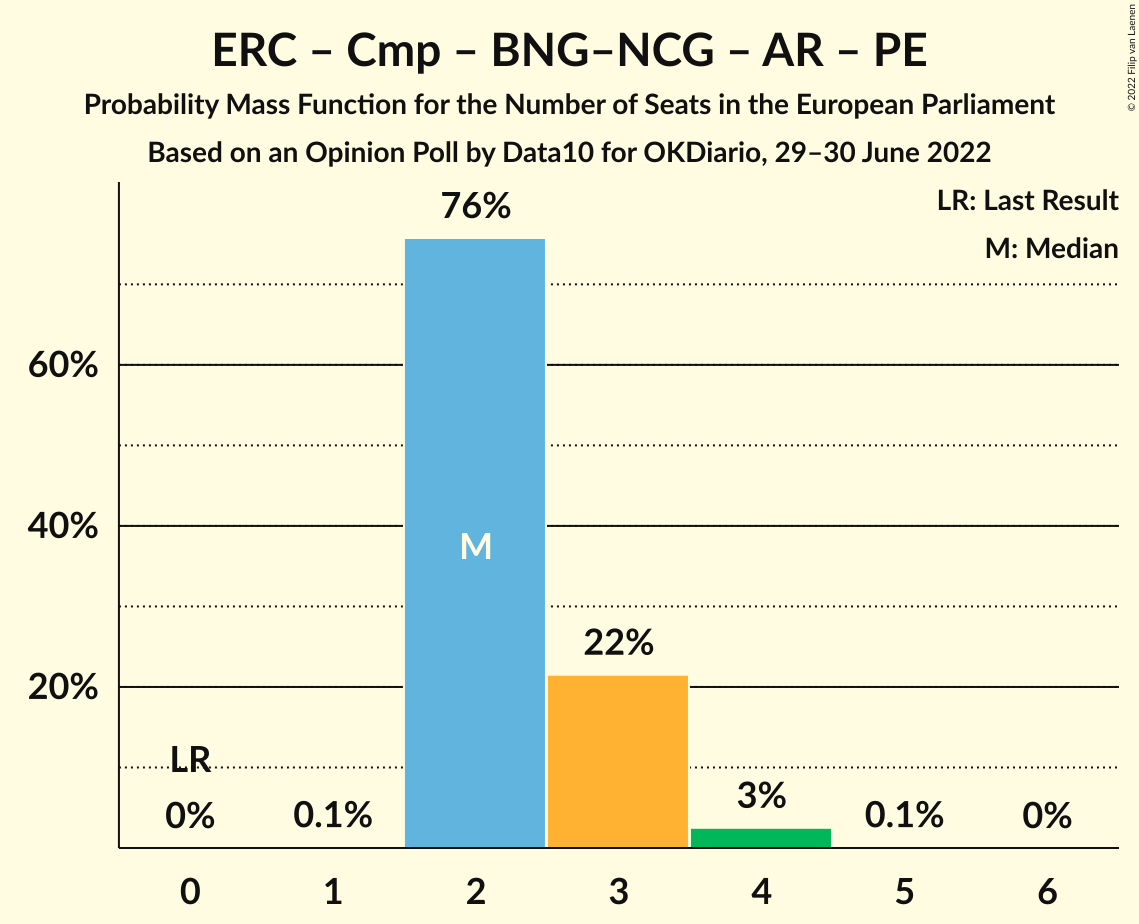 ERC – Cmp – BNG–NCG – AR – PE
Probability Mass Function for the Number of Seats in the European Parliament
Based on an Opinion Poll by Data10 for OKDiario, 29–30 June 2022
© 2022 Filip van Laenen
LR: Last Result
M: Median
76%
60%
40%
M
22%
20%
LR
0%
0.1%
3%
0.1%
0%
0 1 2 3 4 5 6